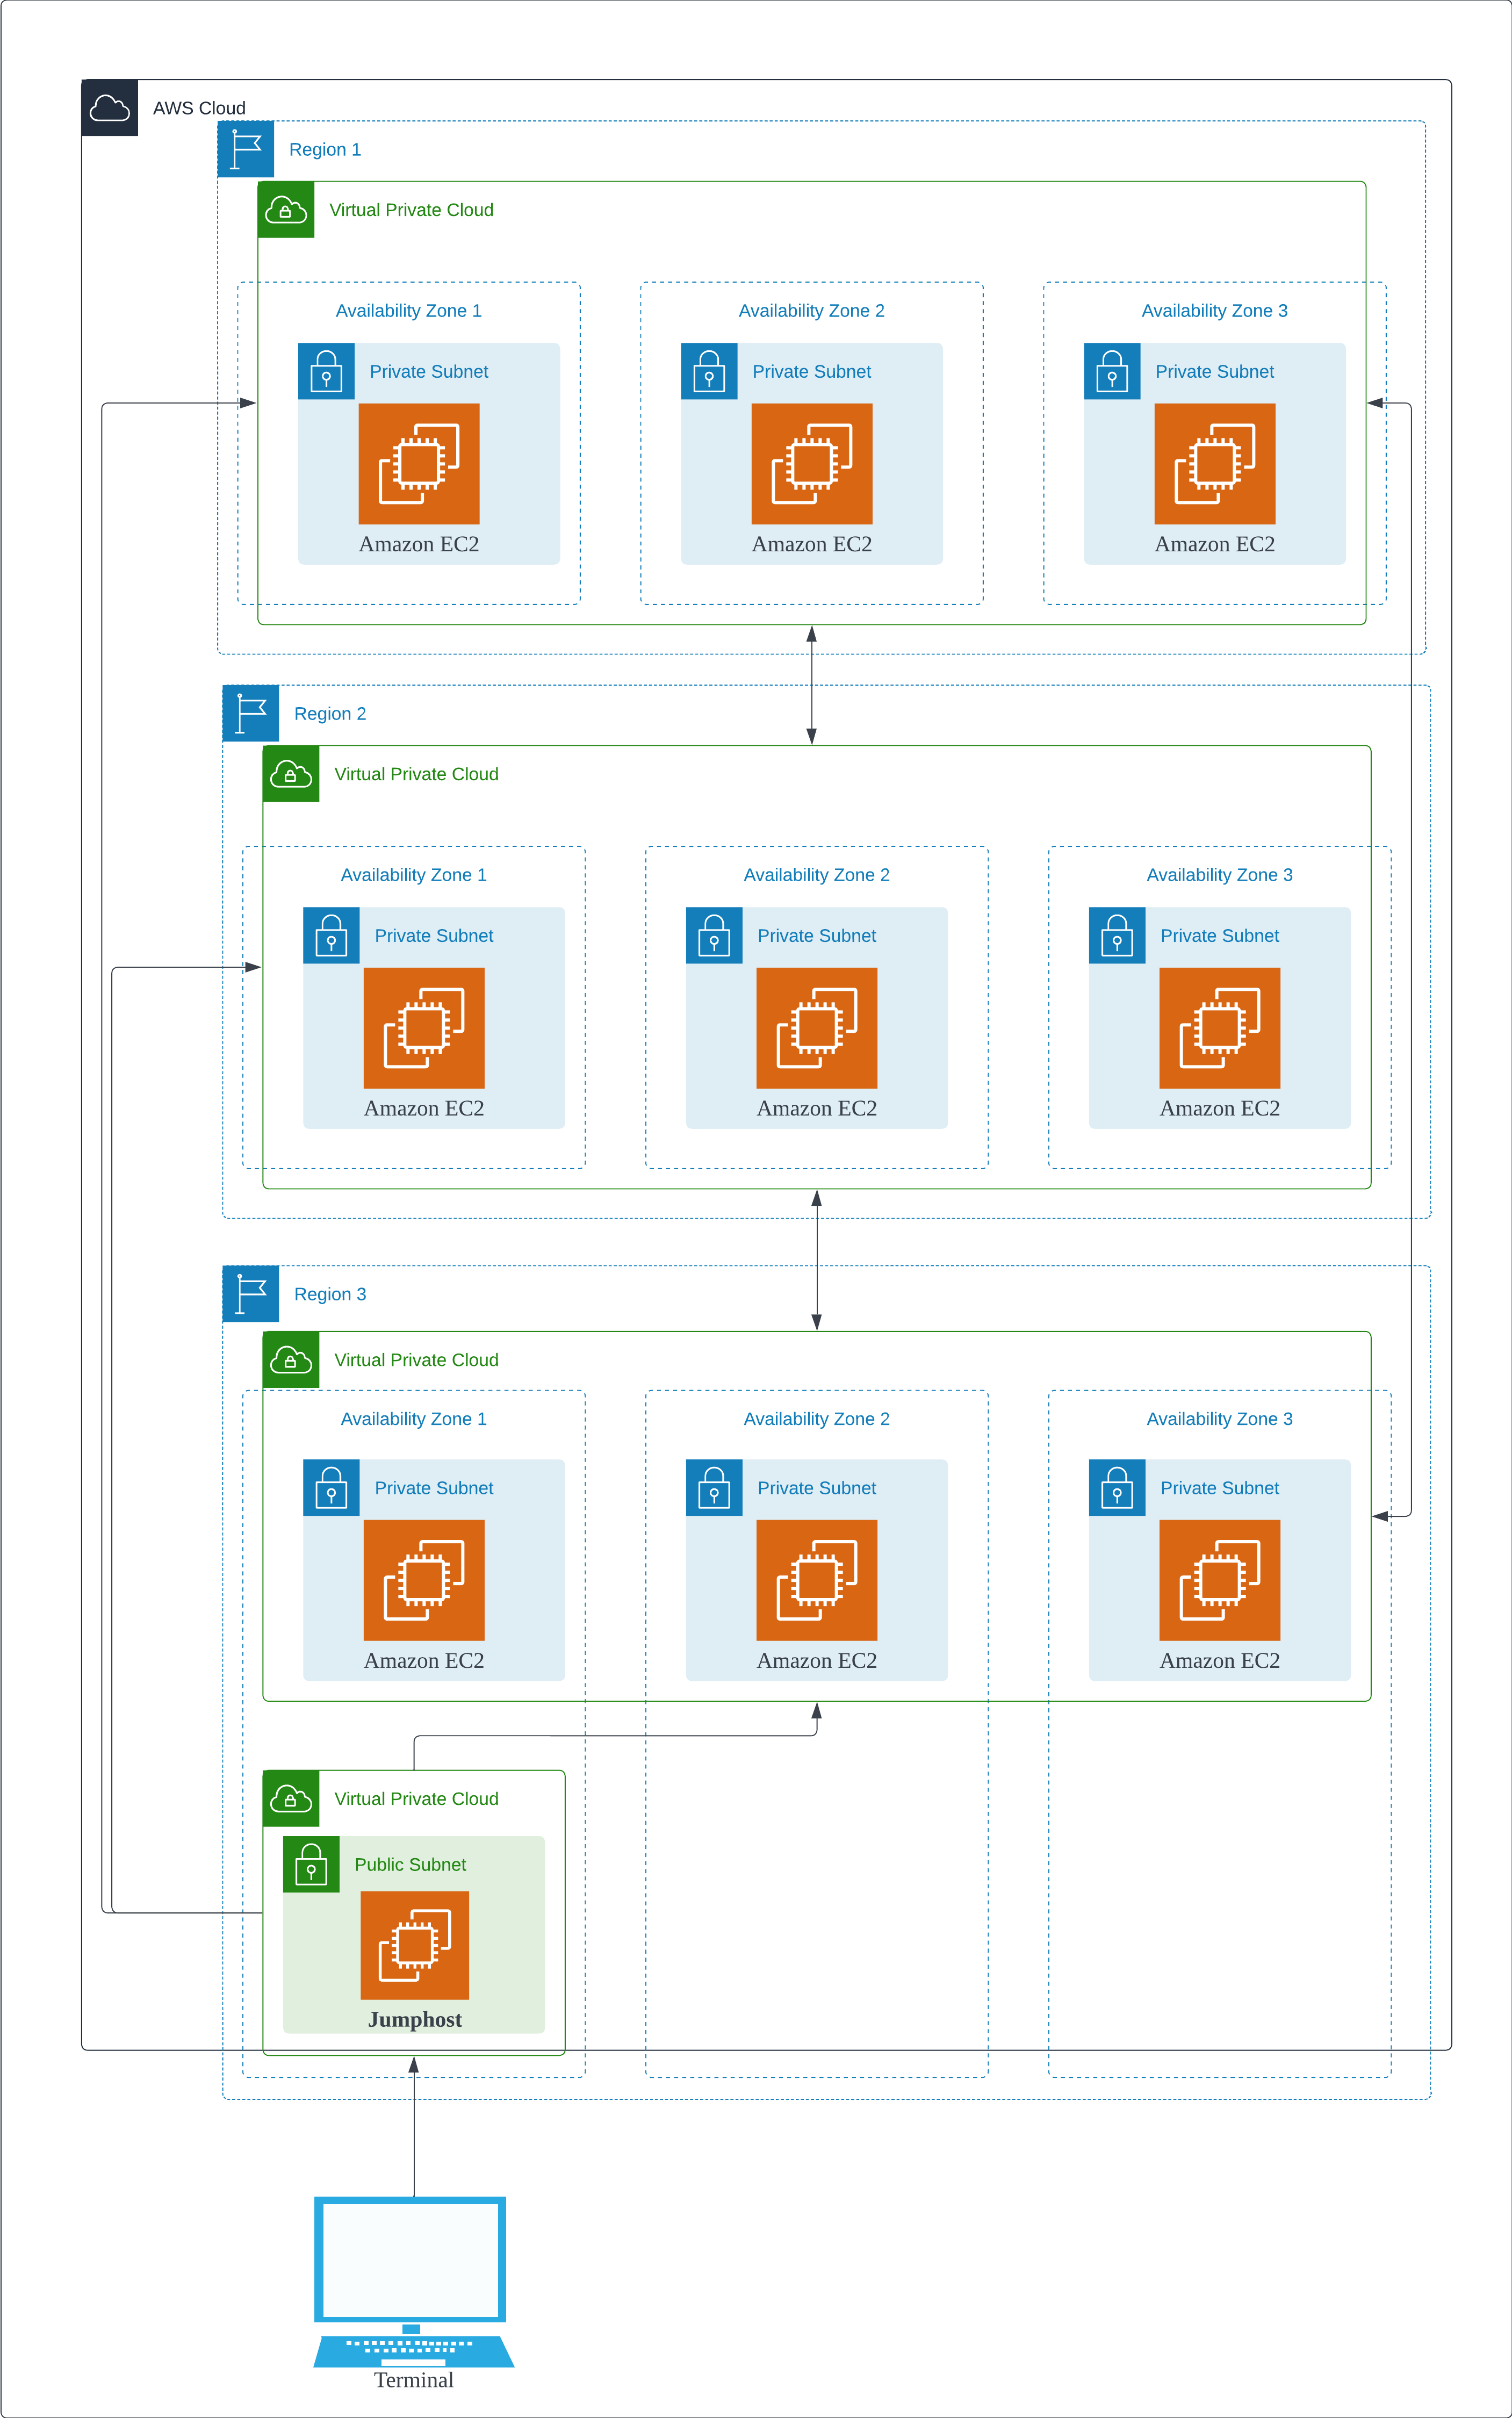 AWS Cloud
Region 1
Virtual Private Cloud
Availability Zone 1
Availability Zone 2
Availability Zone 3
Private Subnet
Private Subnet
Private Subnet
Amazon EC2
Amazon EC2
Amazon EC2
Region 2
Virtual Private Cloud
Availability Zone 1
Availability Zone 2
Availability Zone 3
Private Subnet
Private Subnet
Private Subnet
Amazon EC2
Amazon EC2
Amazon EC2
Region 3
Virtual Private Cloud
Availability Zone 1
Availability Zone 2
Availability Zone 3
Private Subnet
Private Subnet
Private Subnet
Amazon EC2
Amazon EC2
Amazon EC2
Virtual Private Cloud
Public Subnet
Jumphost
Terminal